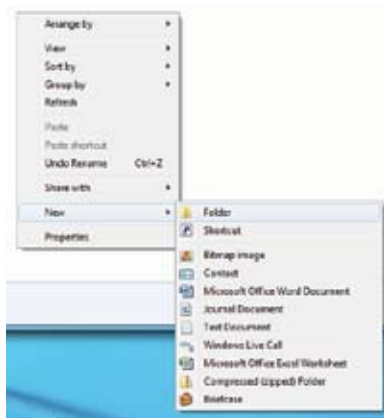 Arrange by
View
Sort by
Group by
Refresh
Paste
Paste shortcut
Undo Rename Ctrl+Z
Share with
New
Properties
Folder
Shortcut
Bitmap image
Contact
Microsoft Office Word Document
Journal Document
Text Document
Windows Live Call
Microsoft Office Excel Worksheet
Compressed (zipped) Folder
Briefcase